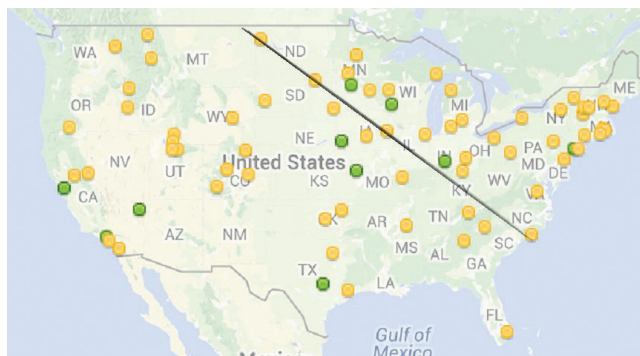 WA
MT
ND
MN
ME
OR
ID
SD
WI
MI
NY
MA
WY
IA
NE
IL
IN
OH
PA
MD
DE
NV
UT
CO
United States
KS
MO
KY
WV
VA
CA
TN
NC
AZ
NM
AR
MS
AL
SC
GA
TX
LA
FL
Gulf of
Mexico